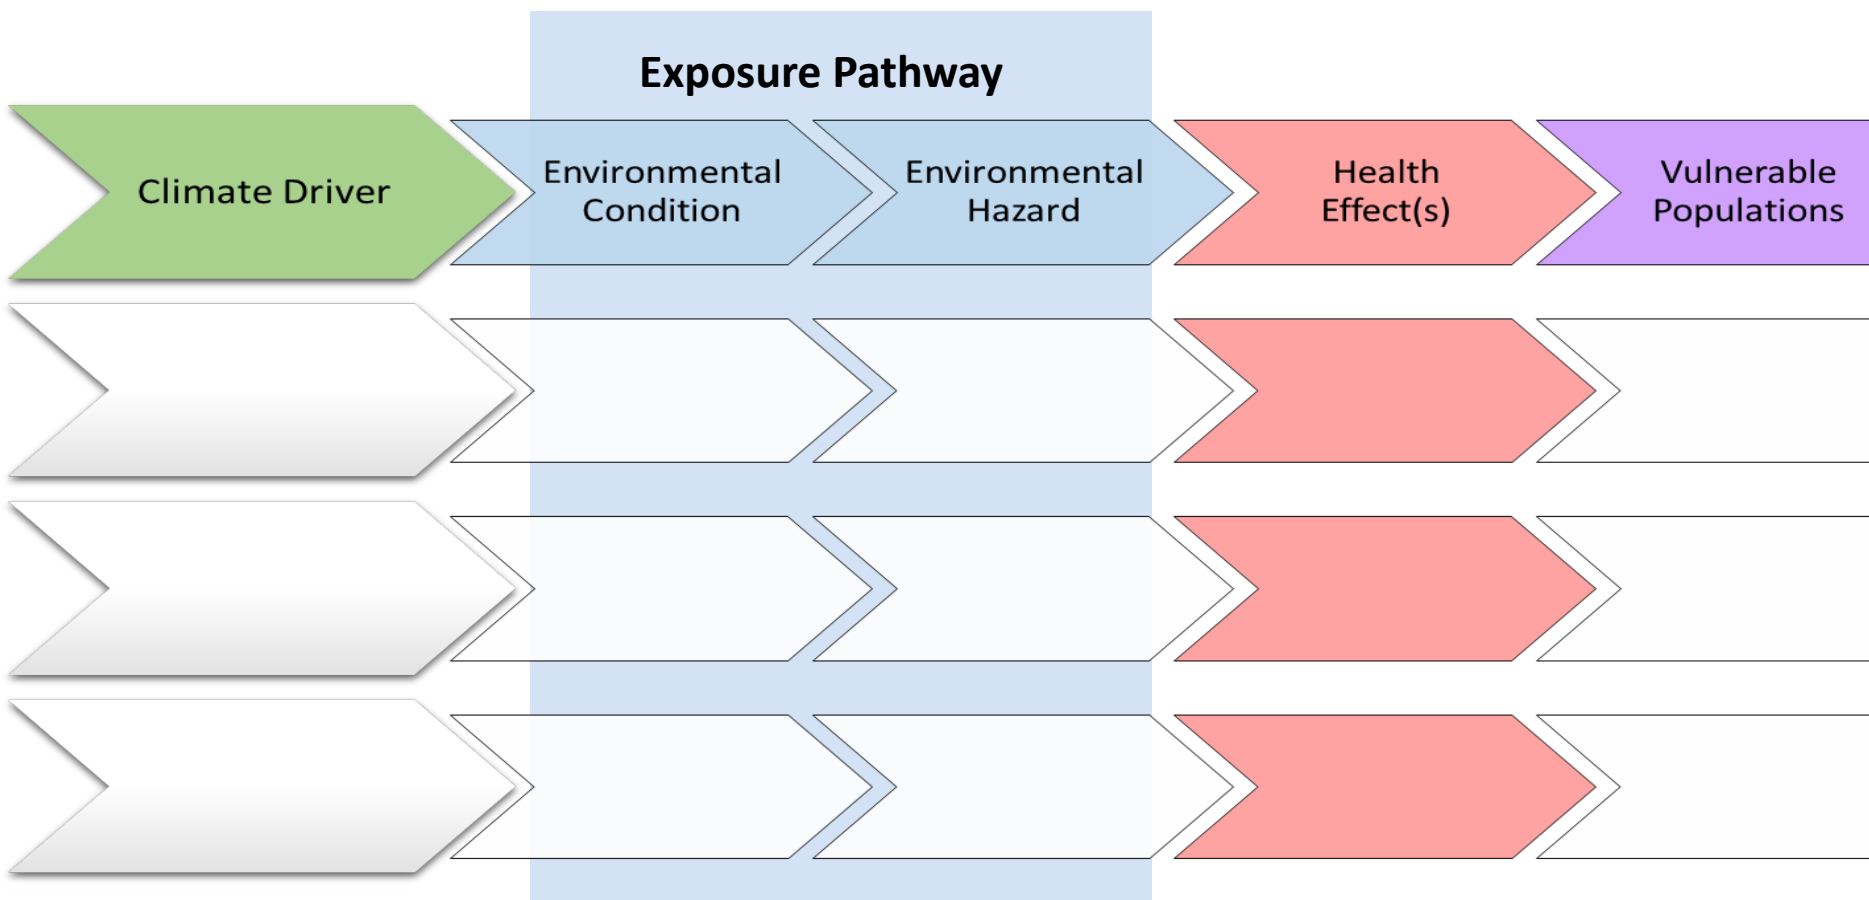 Exposure Pathway
Climate Driver
Environmental
Condition
Environmental
Hazard
Health
Effect(s)
Vulnerable
Populations